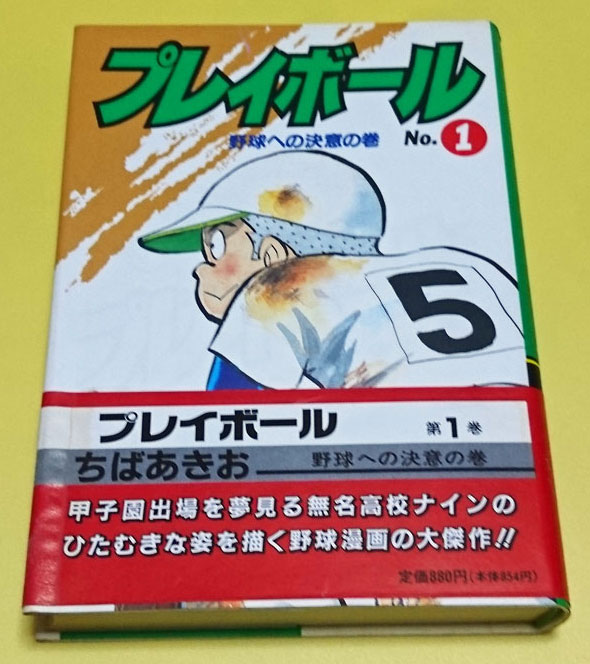 プレイボール
野球への決意の巻 No.1
5
プレイボール 第1巻
ちばあきお 野球への決意の巻
甲子園出場を夢見る無名高校ナインの
ひたむきな姿を描く野球漫画の大傑作!!
定価880円(本体854円)